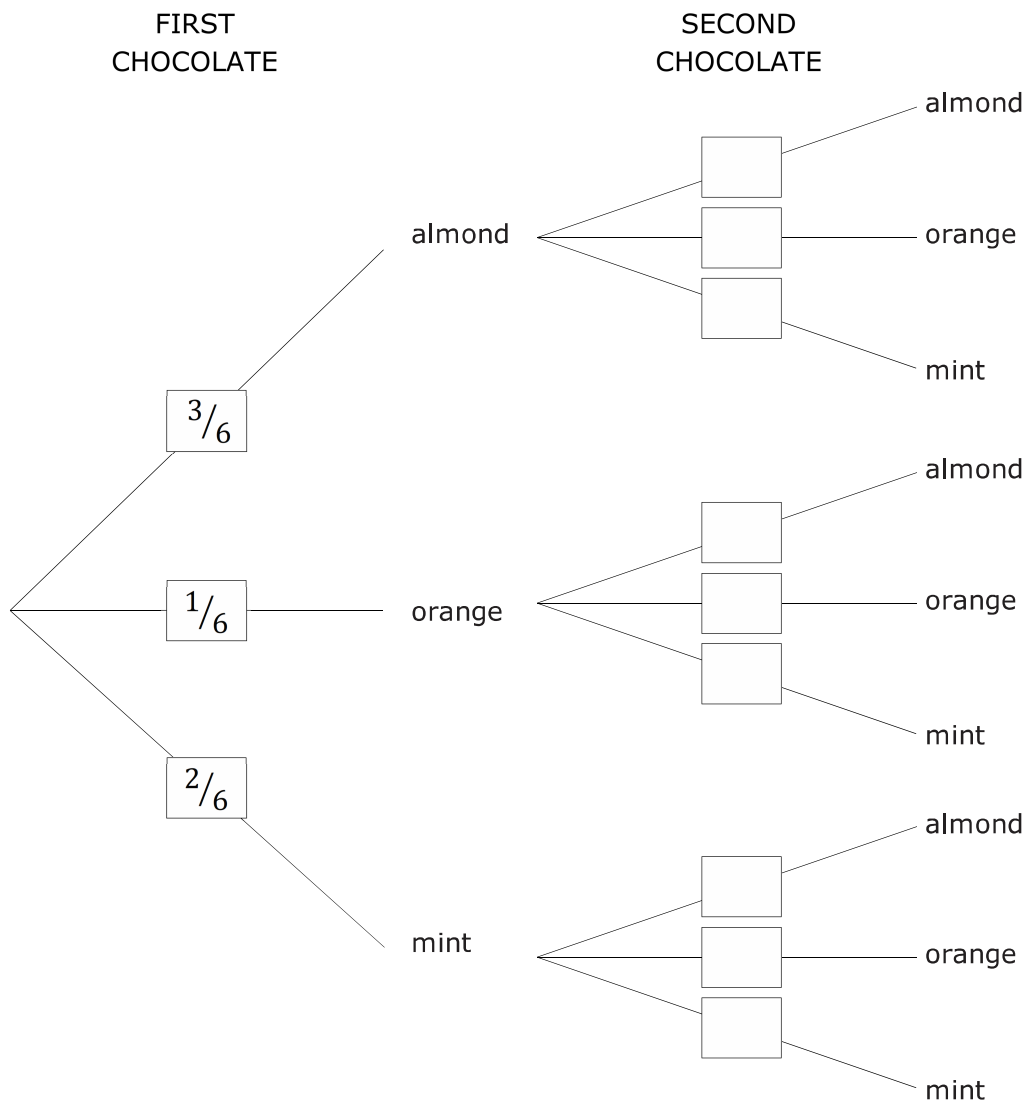 FIRST
CHOCOLATE
SECOND
CHOCOLATE
almond
almond
orange
mint
3/6
almond
1/6
orange
orange
mint
2/6
almond
mint
orange
mint